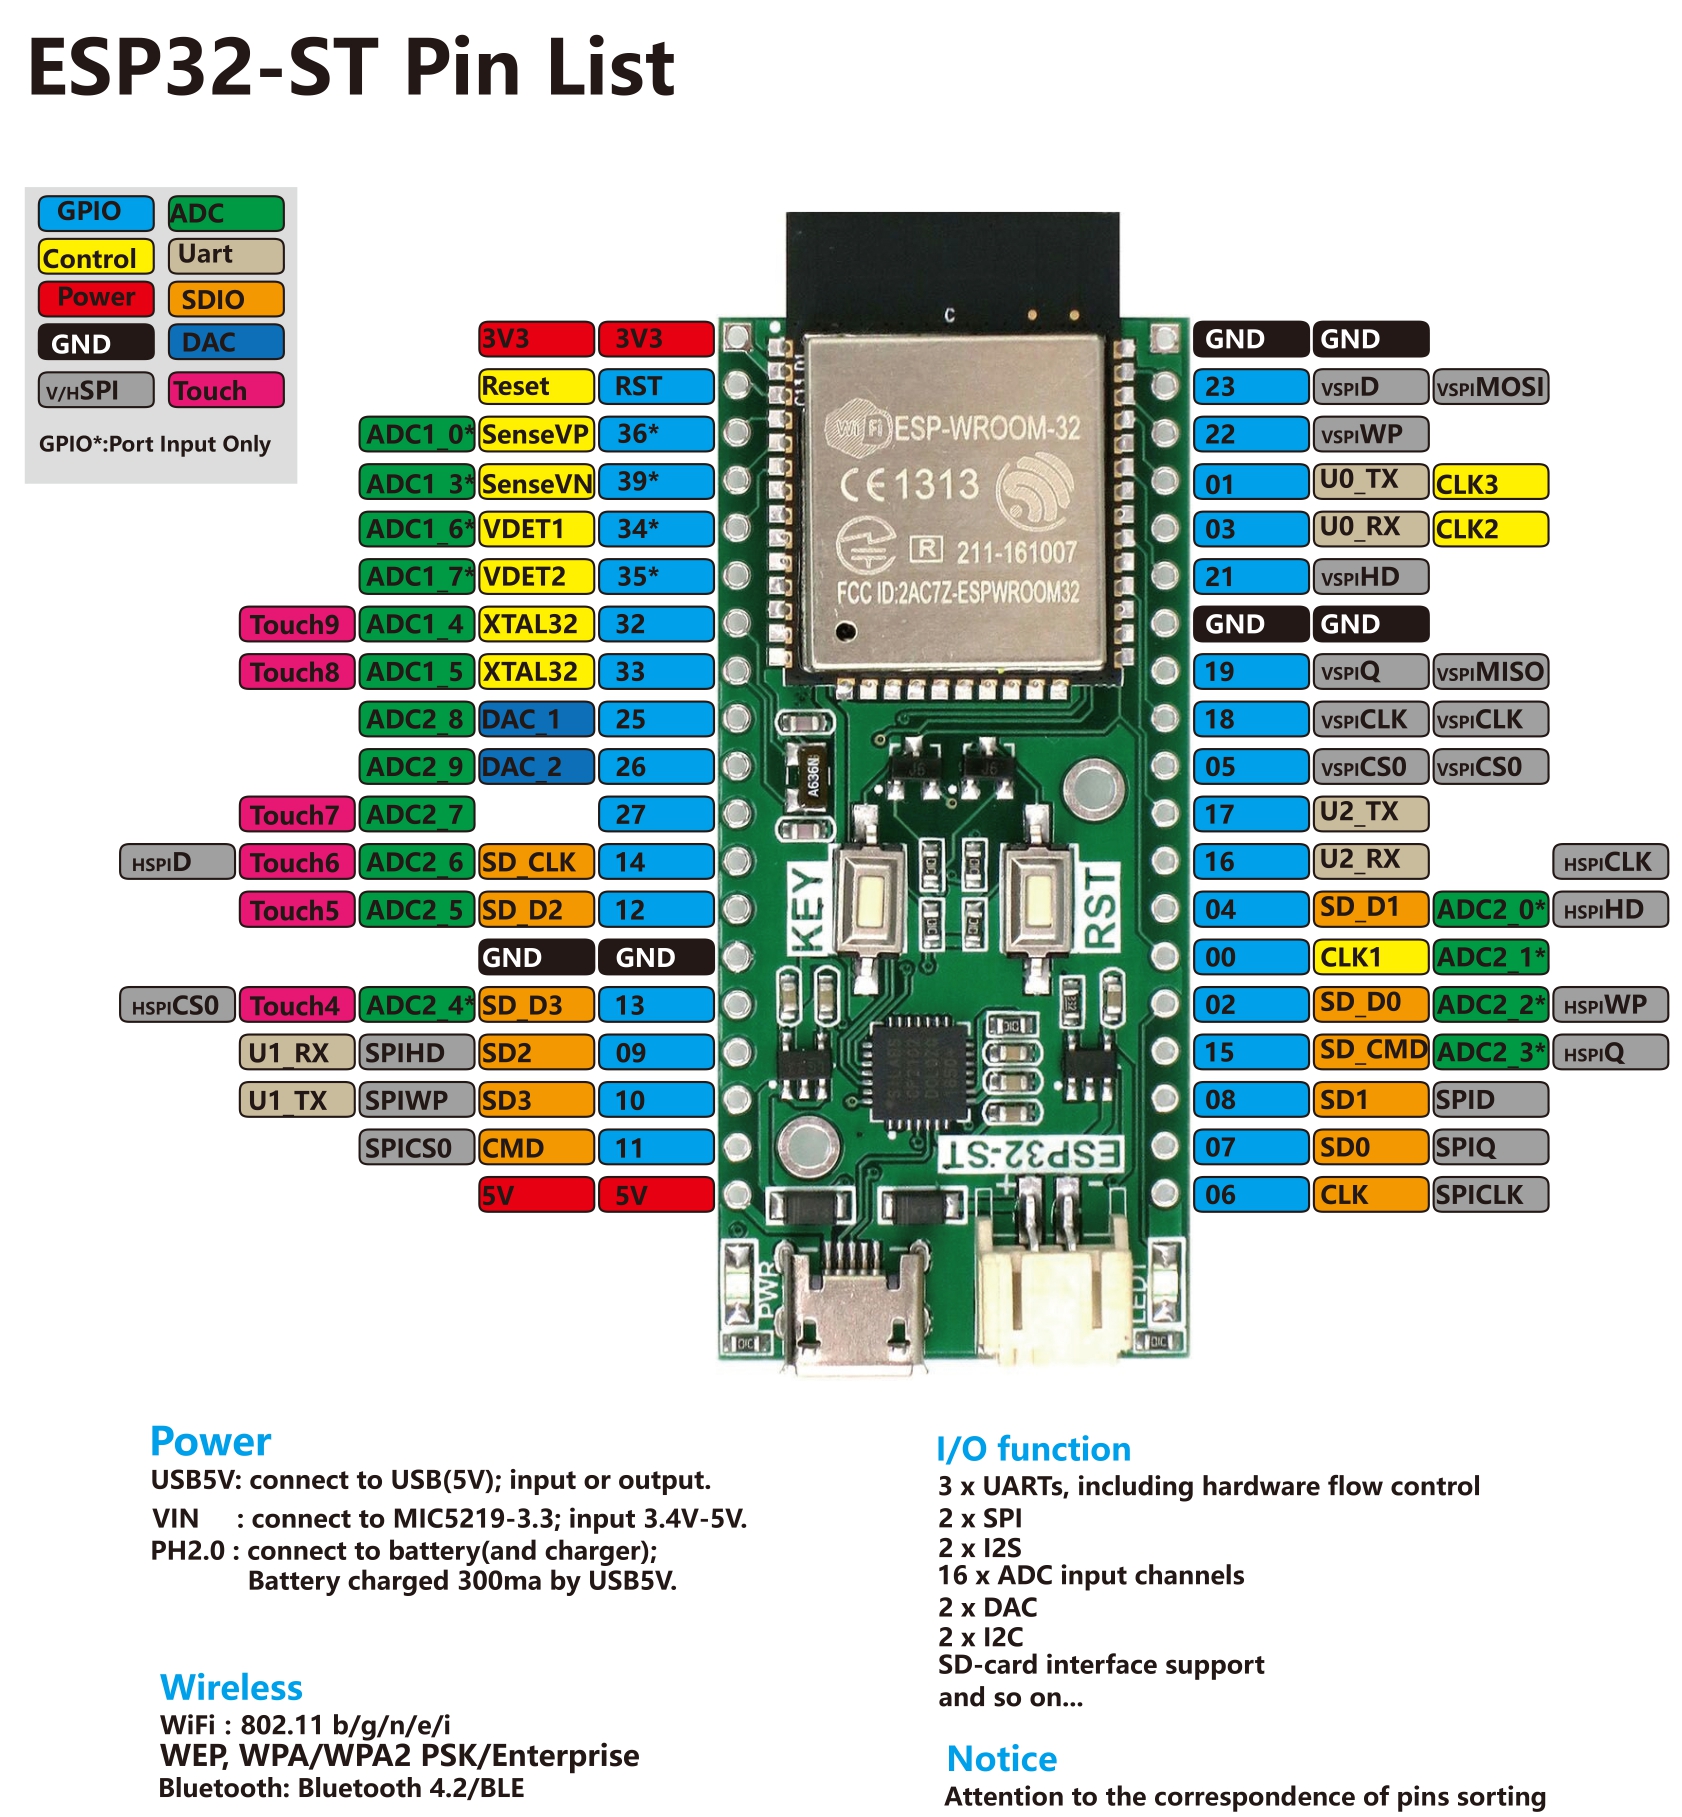 ESP32-ST Pin List
GPIO ADC
Control Uart
Power SDIO
GND DAC
V/HSPI Touch
GPIO*:Port Input Only
3V3 3V3
Reset RST
ADC1_0* SenseVP 36*
ADC1_3* SenseVN 39*
ADC1_6* VDET1 34*
ADC1_7* VDET2 35*
Touch9 ADC1_4 XTAL32 32
Touch8 ADC1_5 XTAL32 33
ADC2_8 DAC_1 25
ADC2_9 DAC_2 26
Touch7 ADC2_7 27
HSPID Touch6 ADC2_6 SD_CLK 14
Touch5 ADC2_5 SD_D2 12
GND GND
HSPICS0 Touch4 ADC2_4* SD_D3 13
U1_RX SPIHD SD2 09
U1_TX SPIWP SD3 10
SPICS0 CMD 11
5V 5V
C
WiFi ESP-WROOM-32
CE1313
R 211-161007
FCC ID:2AC7Z-ESPWROOM32
A636N
J6 J6
KEY
RST
SILABS
CP2102
ESP32-ST
+ -
PWR
LED1
GND GND
23 VSPID VSPIMOSI
22 VSPIWP
01 U0_TX CLK3
03 U0_RX CLK2
21 VSPIHD
GND GND
19 VSPIQ VSPIMISO
18 VSPICLK VSPICLK
05 VSPICS0 VSPICS0
17 U2_TX
16 U2_RX HSPICLK
04 SD_D1 ADC2_0* HSPIHD
00 CLK1 ADC2_1*
02 SD_D0 ADC2_2* HSPIWP
15 SD_CMD ADC2_3* HSPIQ
08 SD1 SPID
07 SD0 SPIQ
06 CLK SPICLK
Power
USB5V: connect to USB(5V); input or output.
VIN : connect to MIC5219-3.3; input 3.4V-5V.
PH2.0 : connect to battery(and charger);
Battery charged 300ma by USB5V.
Wireless
WiFi : 802.11 b/g/n/e/i
WEP, WPA/WPA2 PSK/Enterprise
Bluetooth: Bluetooth 4.2/BLE
I/O function
3 x UARTs, including hardware flow control
2 x SPI
2 x I2S
16 x ADC input channels
2 x DAC
2 x I2C
SD-card interface support
and so on...
Notice
Attention to the correspondence of pins sorting